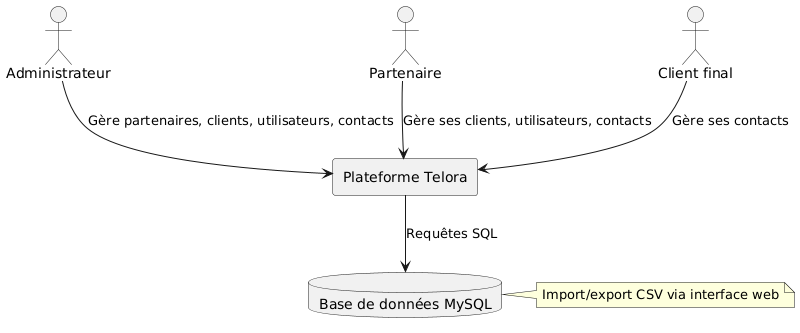 Administrateur
Partenaire
Client final
Gère partenaires, clients, utilisateurs, contacts
Gère ses clients, utilisateurs, contacts
Gère ses contacts
Plateforme Telora
Requêtes SQL
Base de données MySQL
Import/export CSV via interface web